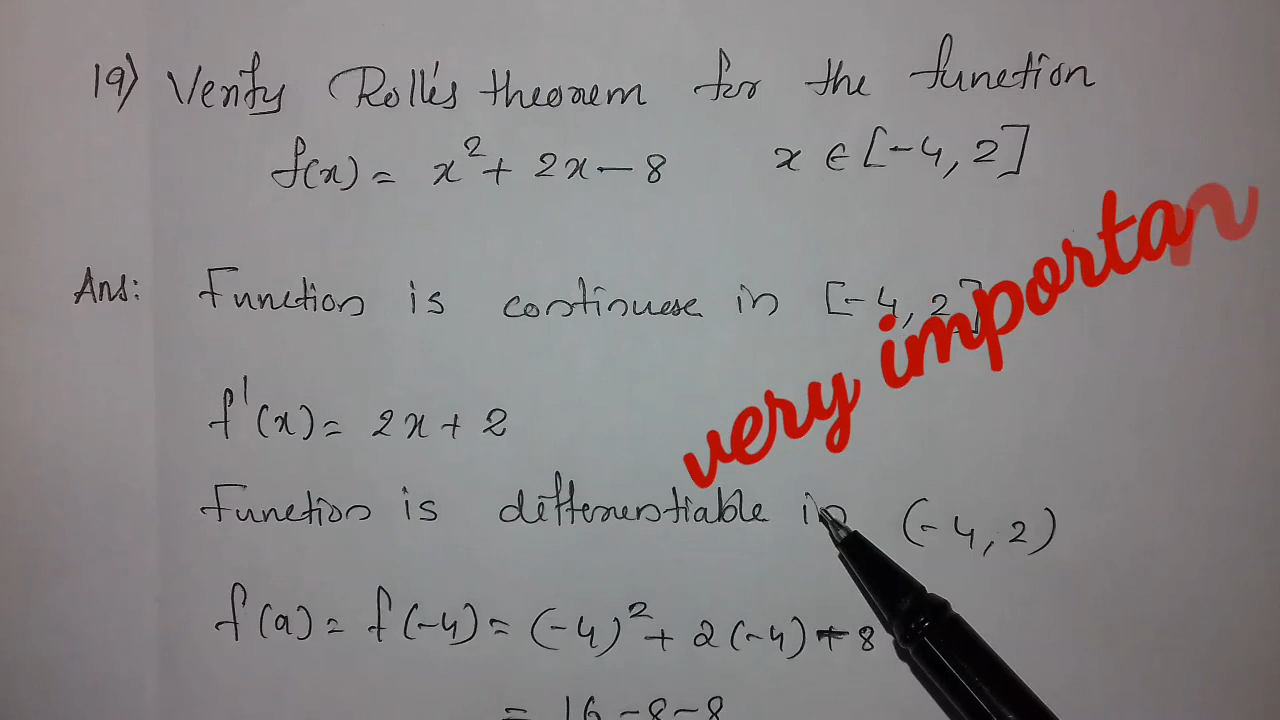 19) Verify Rolle's theorem for the function
f(x) = x² + 2x - 8 x ∈ [-4, 2]
Ans: Function is continuese in [-4, 2]
very importan
f'(x) = 2x + 2
Function is differentiable in (-4, 2)
f(a) = f(-4) = (-4)² + 2(-4) - 8
= 16 - 8 - 8